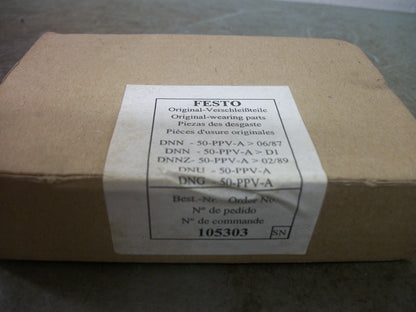 FESTO
Original-Verschleißteile
Original-wearing parts
Piezas des desgaste
Pièces d'usure originales
DNN - 50-PPV-A > 06/87
DNN - 50-PPV-A > D1
DNNZ- 50-PPV-A > 02/89
DNU - 50-PPV-A
DNG - 50-PPV-A
Best.-Nr. Order No.
Nº de pedido
Nº de commande
105303 SN